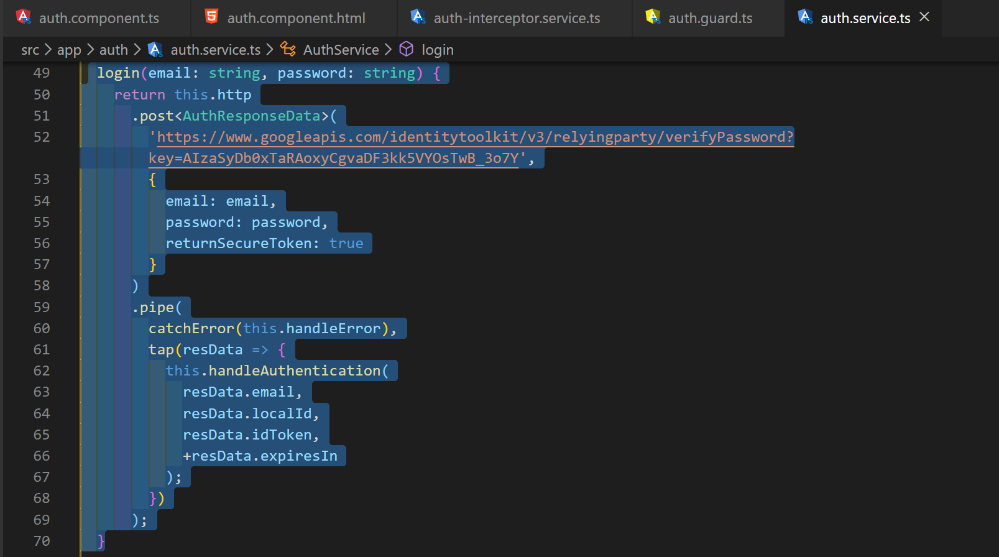 auth.component.ts auth.component.html auth-interceptor.service.ts auth.guard.ts auth.service.ts
src > app > auth > auth.service.ts > AuthService > login
49 login(email: string, password: string) {
50 return this.http
51 .post<AuthResponseData>(
52 'https://www.googleapis.com/identitytoolkit/v3/relyingparty/verifyPassword?
key=AIzaSyDb0xTaRAoxyCgvaDF3kk5VYOsTwB_3o7Y',
53 {
54 email: email,
55 password: password,
56 returnSecureToken: true
57 }
58 )
59 .pipe(
60 catchError(this.handleError),
61 tap(resData => {
62 this.handleAuthentication(
63 resData.email,
64 resData.localId,
65 resData.idToken,
66 +resData.expiresIn
67 );
68 })
69 );
70 }